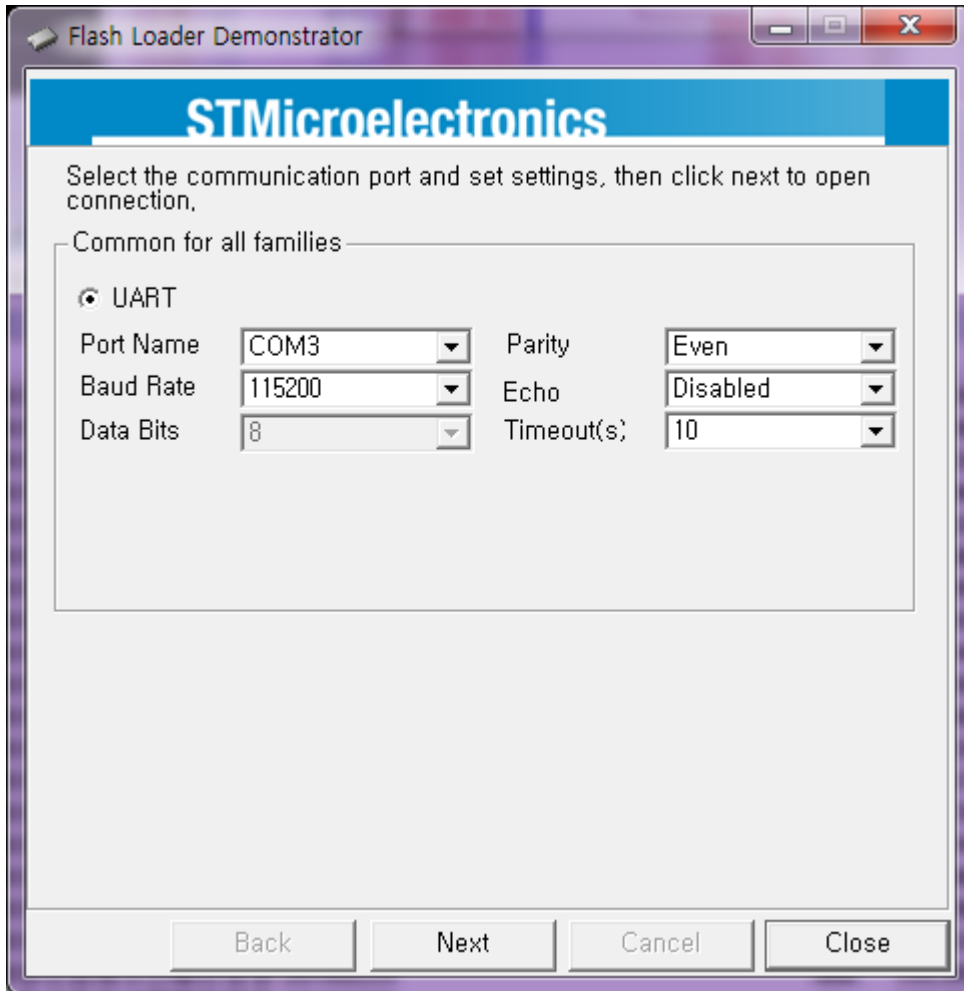 Flash Loader Demonstrator
STMicroelectronics
Select the communication port and set settings, then click next to open
connection,
Common for all families
UART
Port Name COM3 Parity Even
Baud Rate 115200 Echo Disabled
Data Bits 8 Timeout(s) 10
Back Next Cancel Close